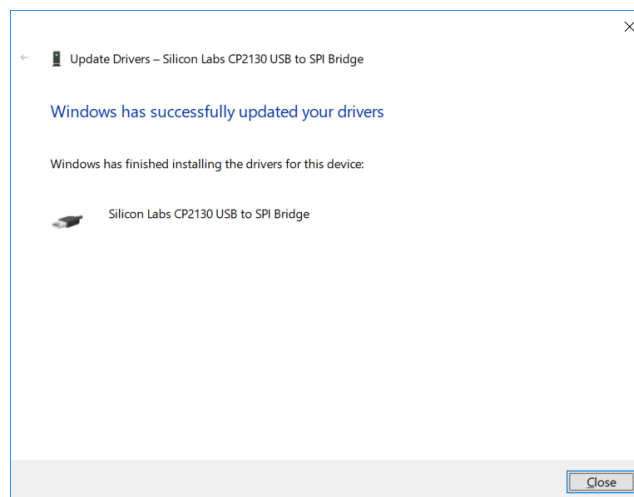 Update Drivers – Silicon Labs CP2130 USB to SPI Bridge
Windows has successfully updated your drivers
Windows has finished installing the drivers for this device:
Silicon Labs CP2130 USB to SPI Bridge
Close